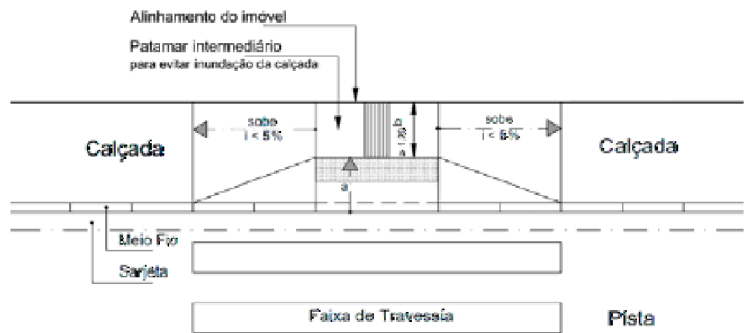 Alinhamento do imóvel
Patamar intermediário
para evitar inundação da calçada
sobe
i < 5%
sobe
i < 5%
Calçada
Calçada
a
Meio Fio
Sarjeta
Faixa de Travessia
Pista